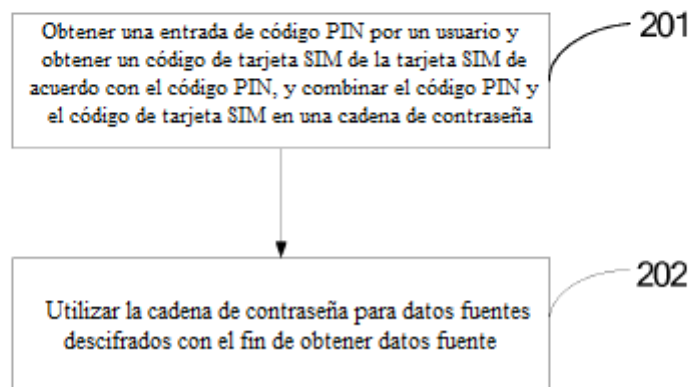 Obtener una entrada de código PIN por un usuario y
obtener un código de tarjeta SIM de la tarjeta SIM de
acuerdo con el código PIN, y combinar el código PIN y
el código de tarjeta SIM en una cadena de contraseña
201
Utilizar la cadena de contraseña para datos fuentes
descifrados con el fin de obtener datos fuente
202